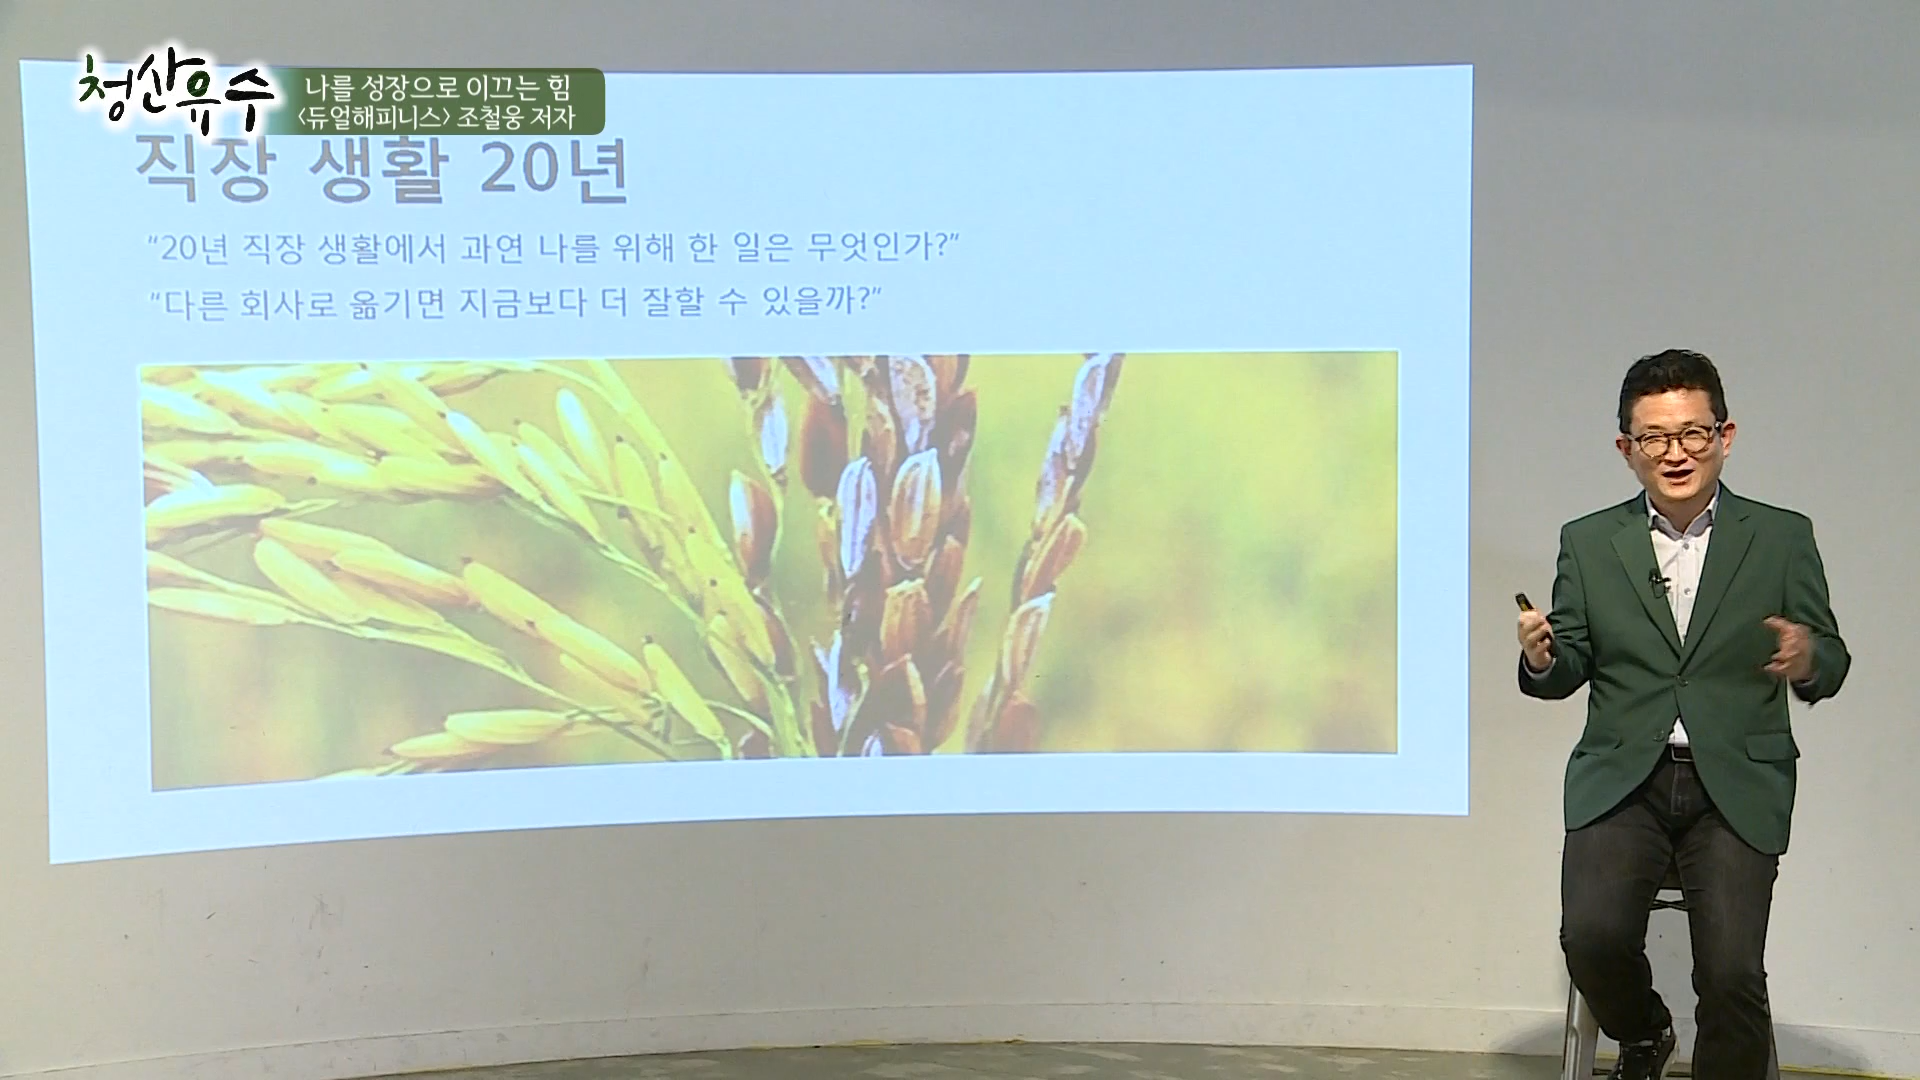 청산유수
나를 성장으로 이끄는 힘
<듀얼해피니스> 조철웅 저자
직장 생활 20년
"20년 직장 생활에서 과연 나를 위해 한 일은 무엇인가?"
"다른 회사로 옮기면 지금보다 더 잘할 수 있을까?"